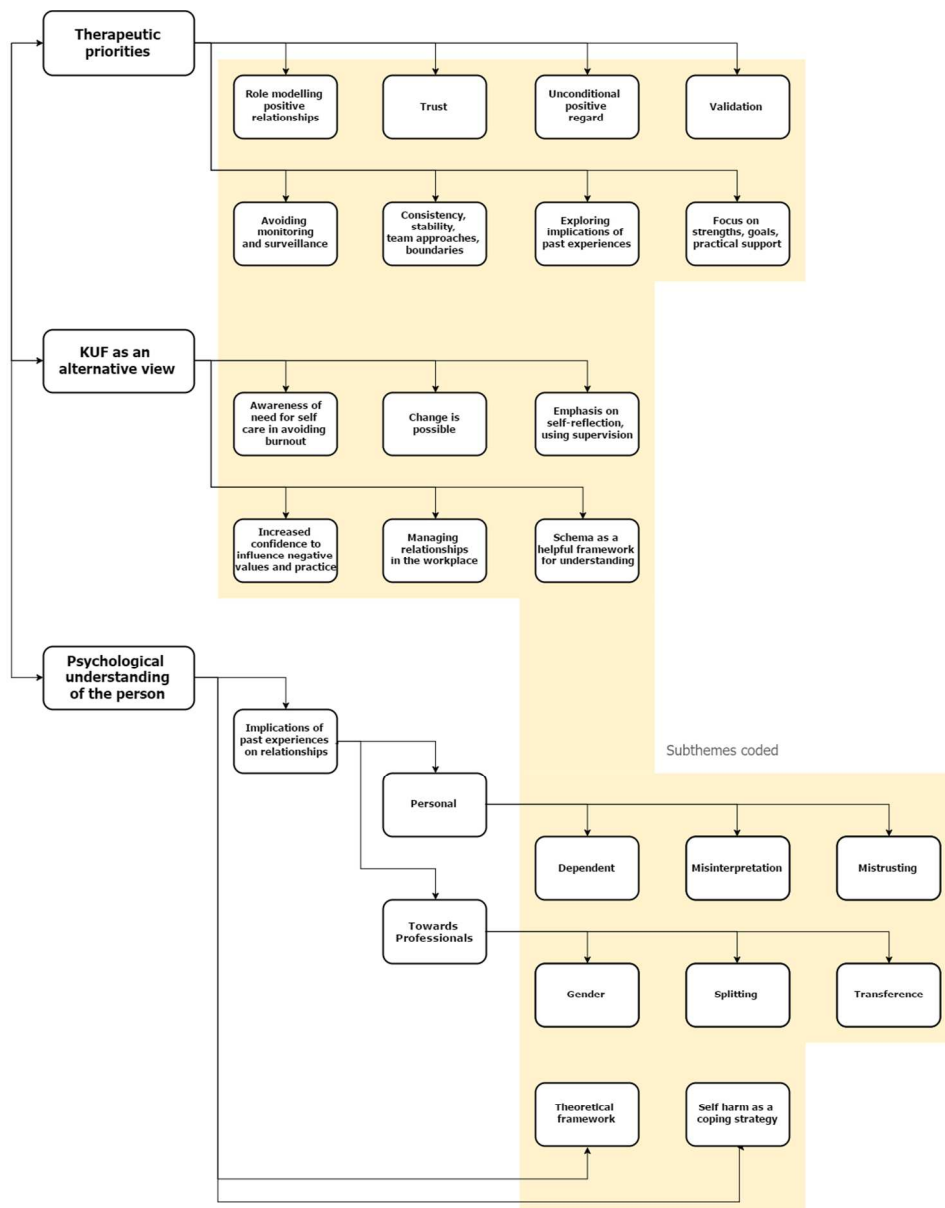 Therapeutic
priorities
Role modelling
positive
relationships
Trust
Unconditional
positive
regard
Validation
Avoiding
monitoring
and surveillance
Consistency,
stability,
team approaches,
boundaries
Exploring
implications of
past experiences
Focus on
strengths, goals,
practical support
KUF as an
alternative view
Awareness of
need for self
care in avoiding
burnout
Change is
possible
Emphasis on
self-reflection,
using supervision
Increased
confidence to
influence negative
values and practice
Managing
relationships
in the workplace
Schema as a
helpful framework
for understanding
Psychological
understanding
of the person
Implications of
past experiences
on relationships
Subthemes coded
Personal
Dependent
Misinterpretation
Mistrusting
Towards
Professionals
Gender
Splitting
Transference
Theoretical
framework
Self harm as a
coping strategy